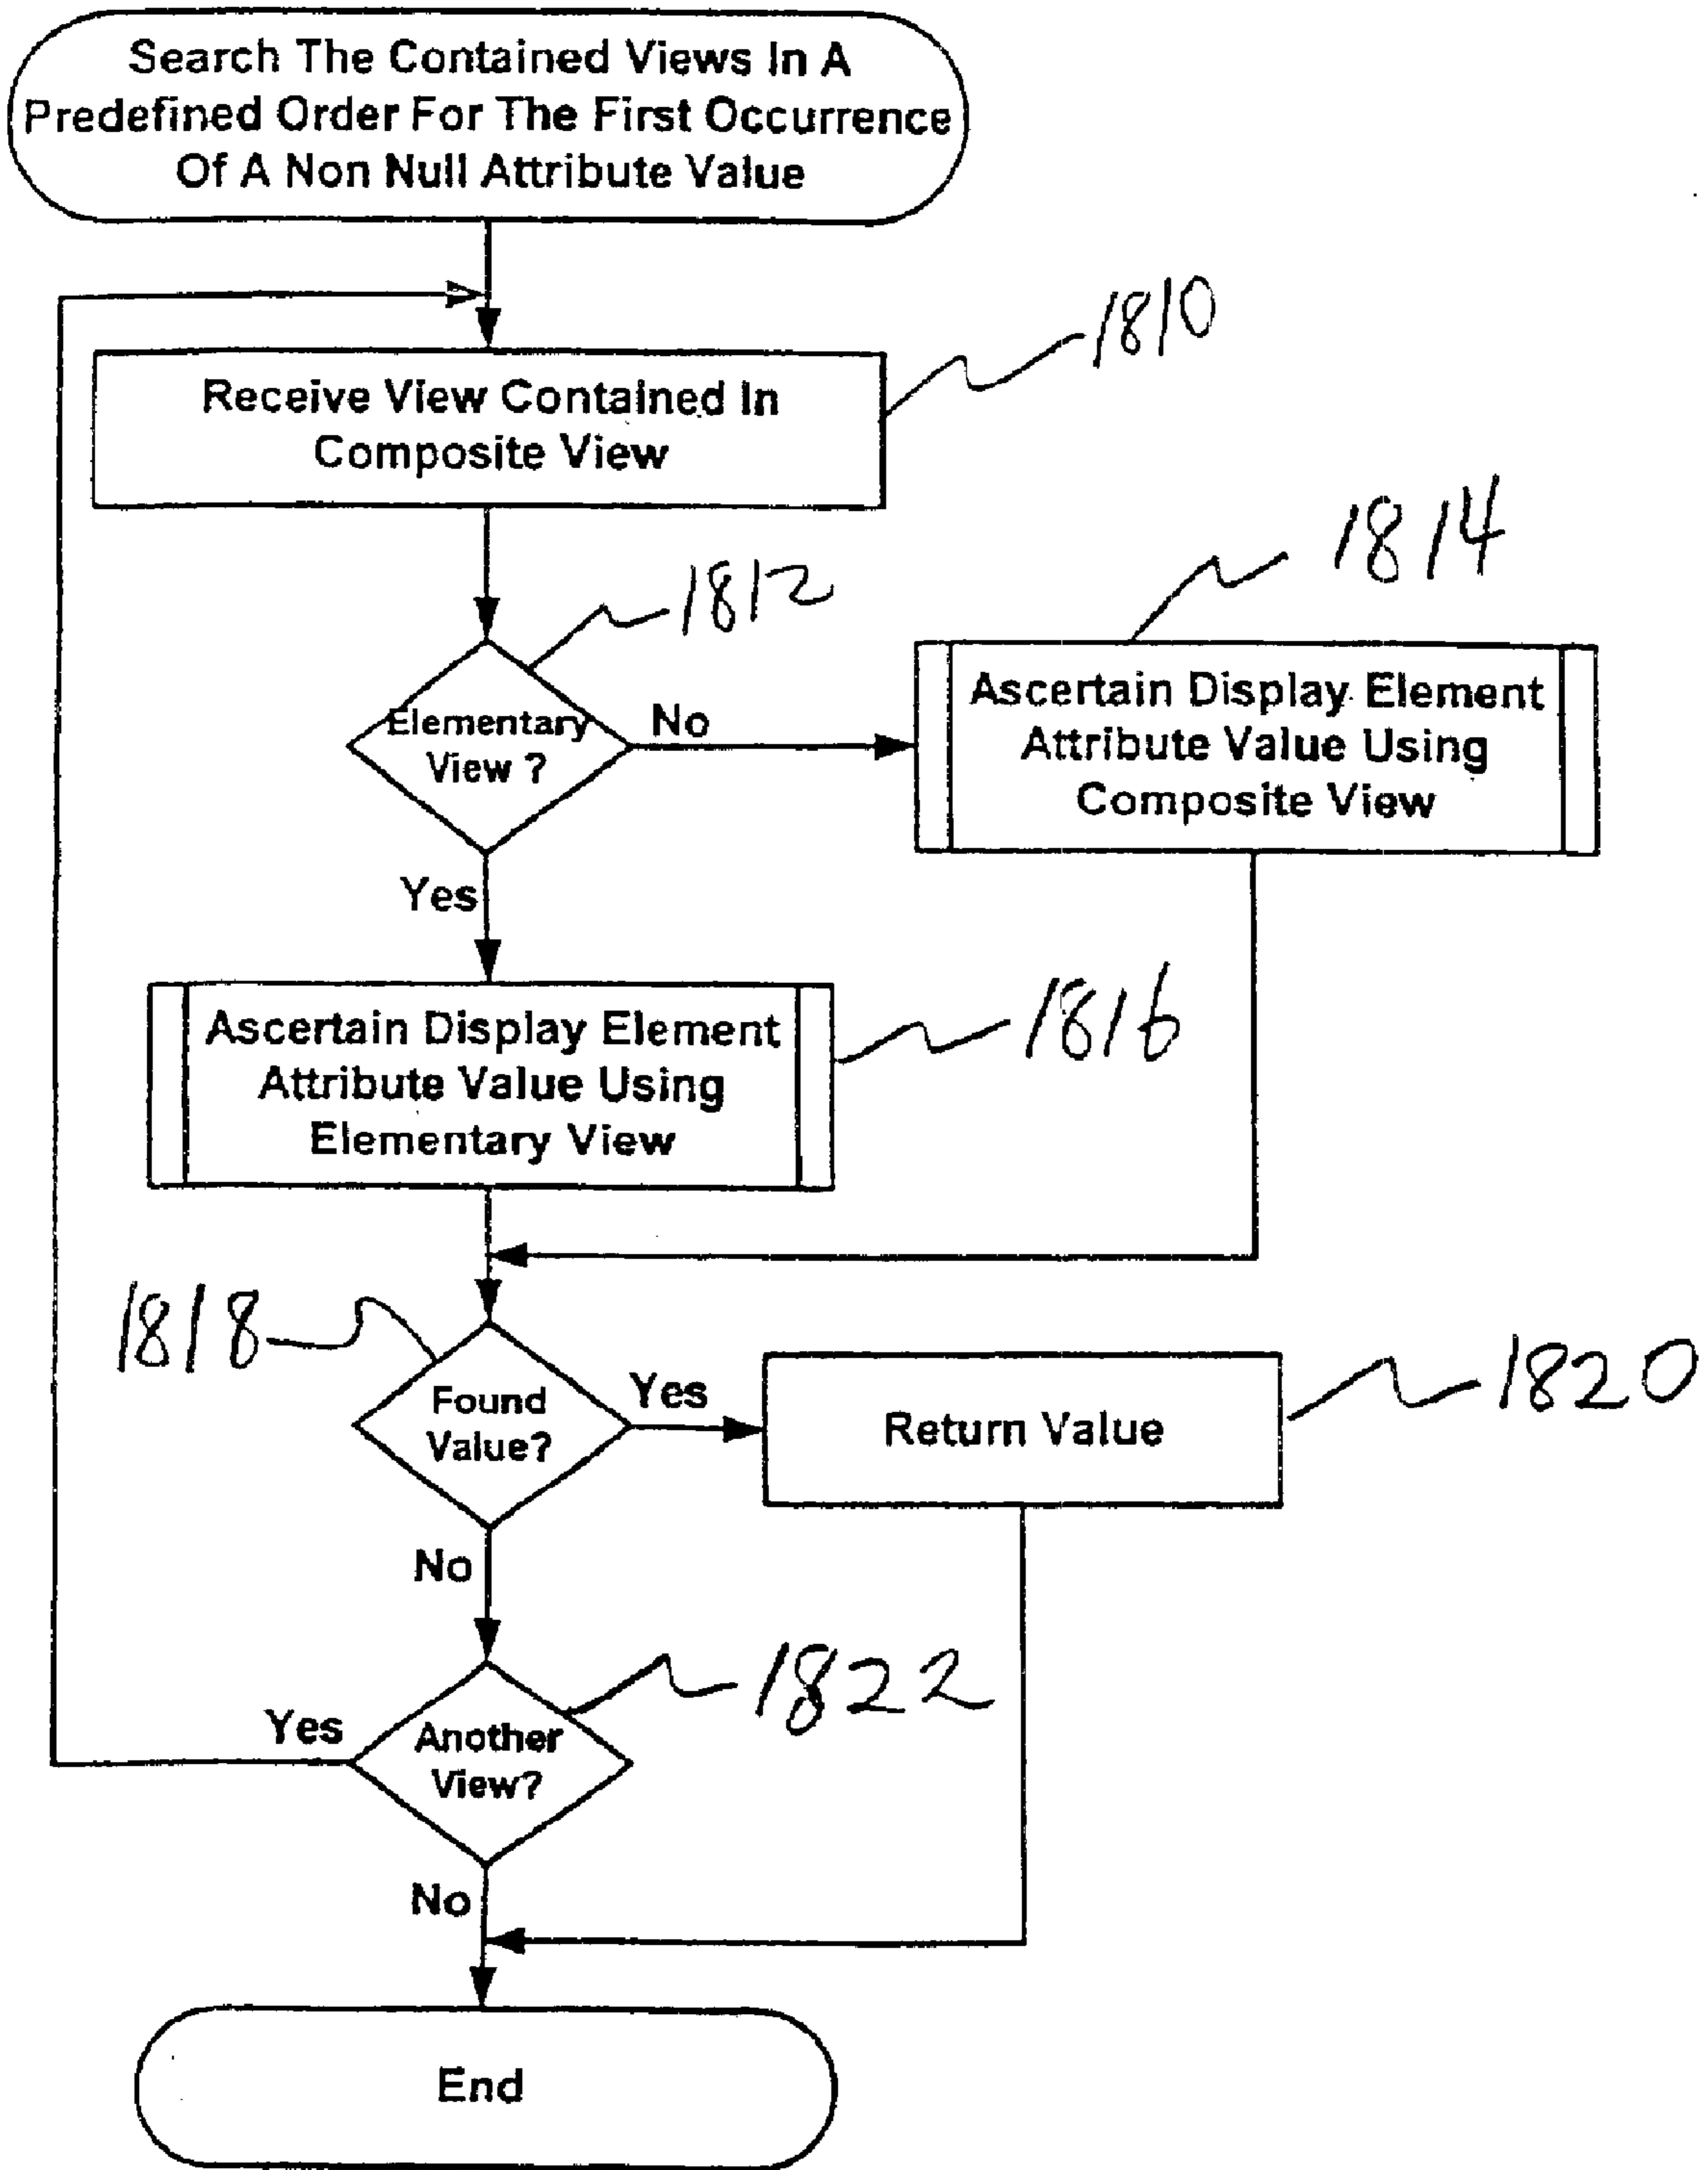 Search The Contained Views In A
Predefined Order For The First Occurrence
Of A Non Null Attribute Value
1810
Receive View Contained In
Composite View
1812
1814
Elementary
View ?
No
Ascertain Display Element
Attribute Value Using
Composite View
Yes
Ascertain Display Element
Attribute Value Using
Elementary View
1816
1818
Found
Value?
Yes
Return Value
1820
No
1822
Yes
Another
View?
No
End